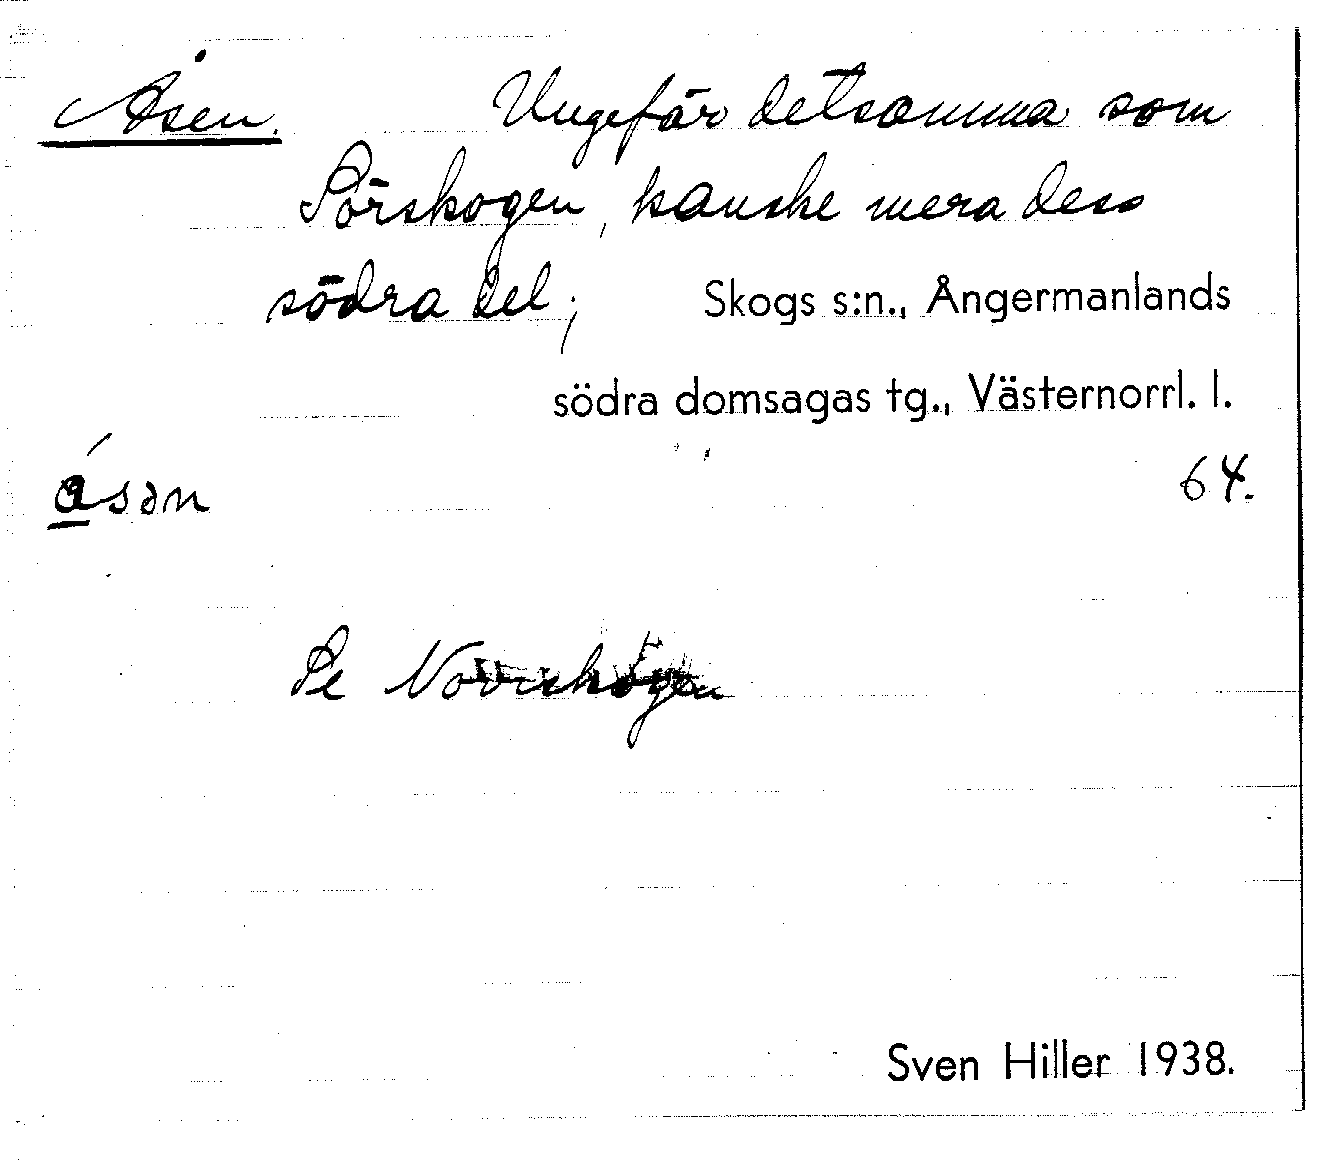 Åsen. Ungefär detsamma som
Sörskogen, kanske mera dess
södra del; Skogs s:n., Ångermanlands
södra domsagas tg., Västernorrl. l.
åsən 64.
Se
Sven Hiller 1938.